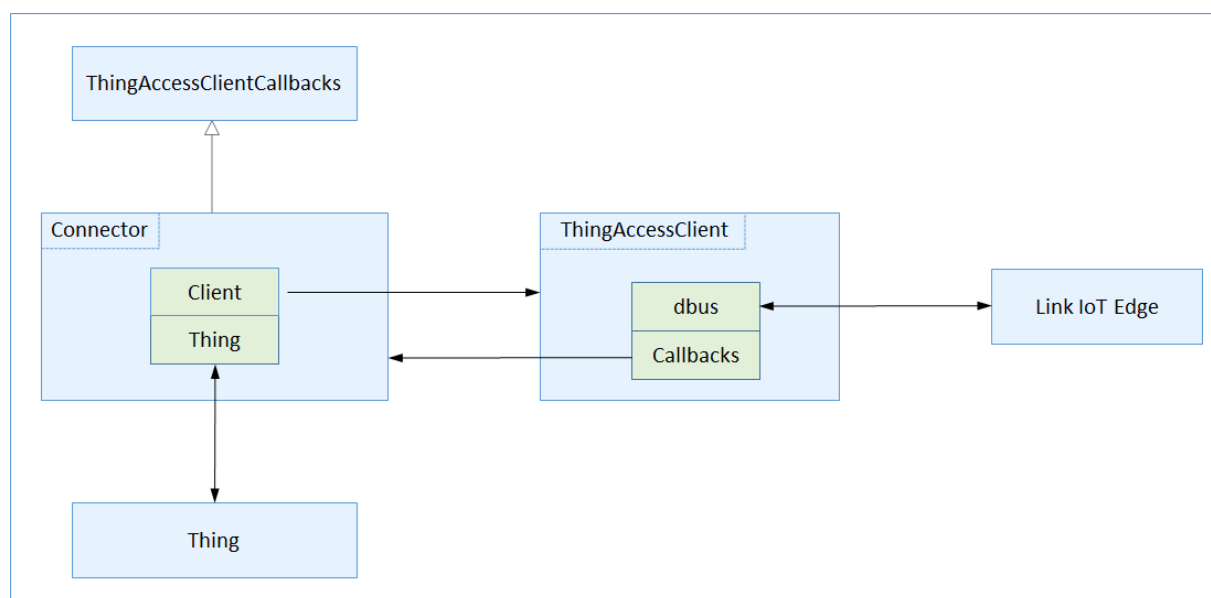 ThingAccessClientCallbacks
Connector
Client
Thing
ThingAccessClient
dbus
Callbacks
Link IoT Edge
Thing